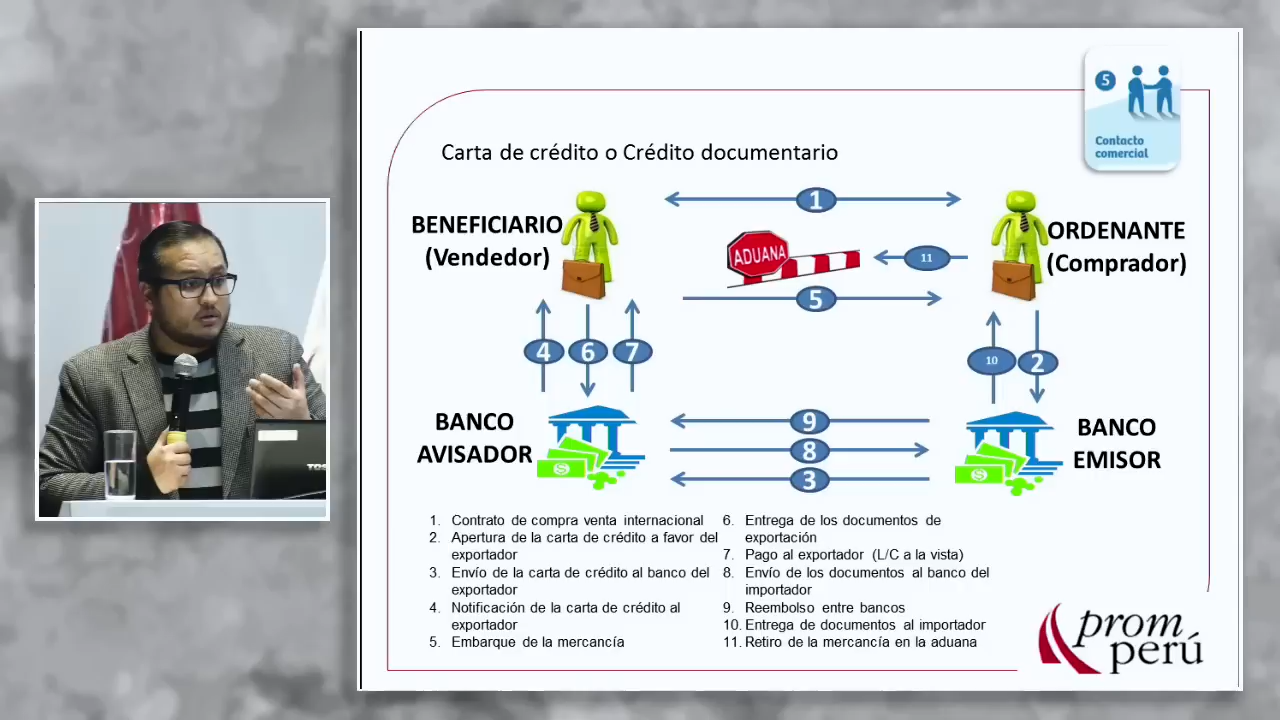 5
Contacto
comercial
Carta de crédito o Crédito documentario
1
BENEFICIARIO
(Vendedor)
ADUANA
11
ORDENANTE
(Comprador)
5
4
6
7
10
2
BANCO
AVISADOR
9
8
3
BANCO
EMISOR
1. Contrato de compra venta internacional
2. Apertura de la carta de crédito a favor del
exportador
3. Envío de la carta de crédito al banco del
exportador
4. Notificación de la carta de crédito al
exportador
5. Embarque de la mercancía
6. Entrega de los documentos de
exportación
7. Pago al exportador (L/C a la vista)
8. Envío de los documentos al banco del
importador
9. Reembolso entre bancos
10. Entrega de documentos al importador
11. Retiro de la mercancía en la aduana
prom
perú